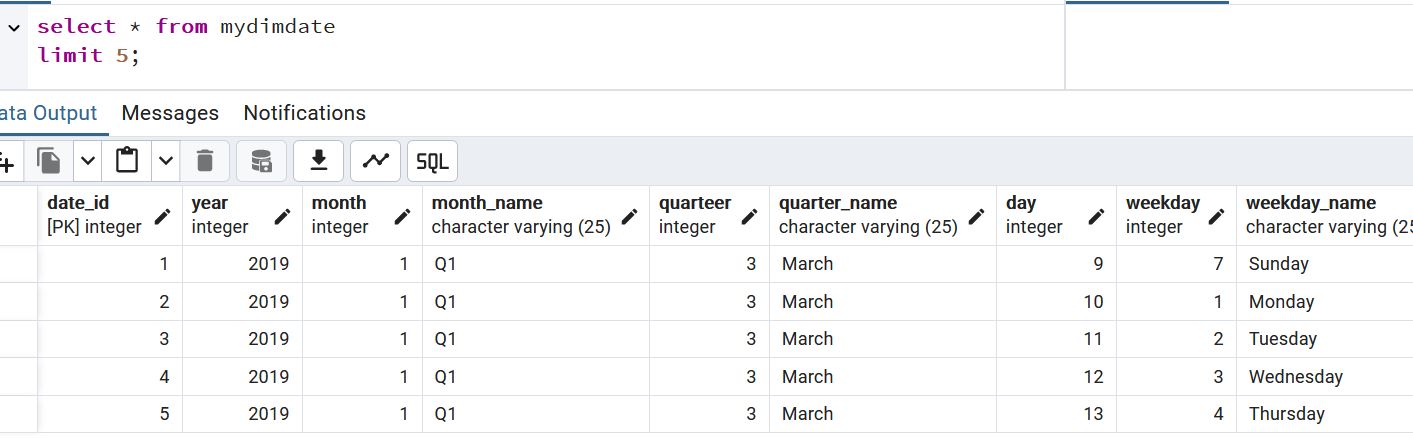 select * from mydimdate
limit 5;
ata Output Messages Notifications
SQL
date_id year month month_name quarteer quarter_name day weekday weekday_name
[PK] integer integer integer character varying (25) integer character varying (25) integer integer character varying (25
1 2019 1 Q1 3 March 9 7 Sunday
2 2019 1 Q1 3 March 10 1 Monday
3 2019 1 Q1 3 March 11 2 Tuesday
4 2019 1 Q1 3 March 12 3 Wednesday
5 2019 1 Q1 3 March 13 4 Thursday